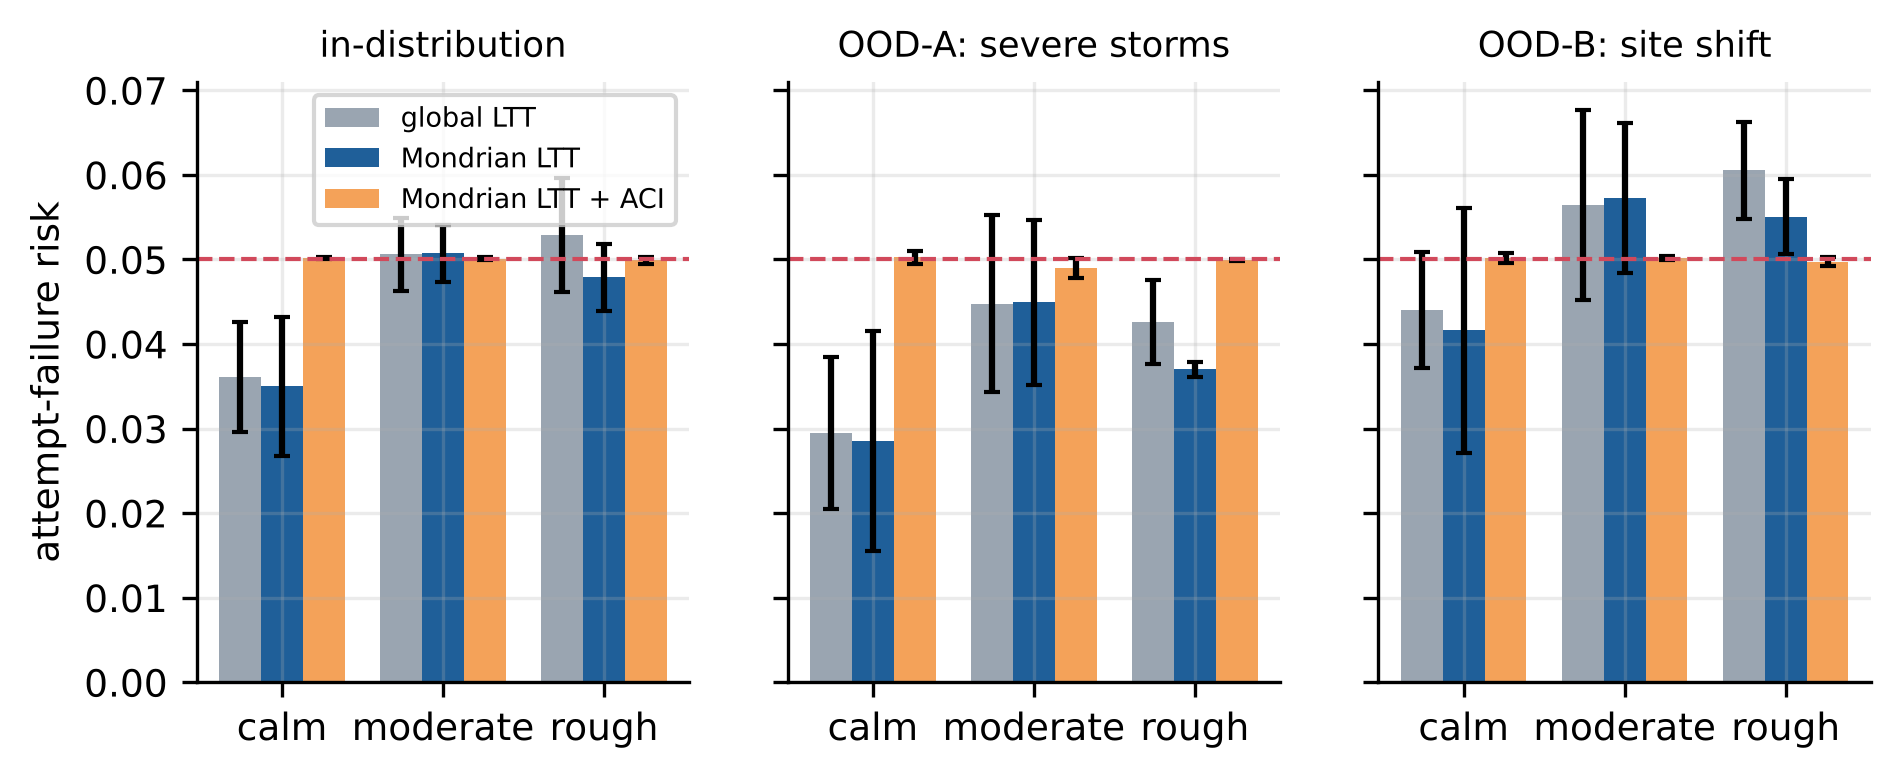 in-distribution
OOD-A: severe storms
OOD-B: site shift
attempt-failure risk
0.07
0.06
0.05
0.04
0.03
0.02
0.01
0.00
global LTT
Mondrian LTT
Mondrian LTT + ACI
calm moderate rough
calm moderate rough
calm moderate rough